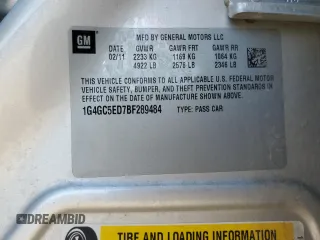 GM
MFD BY GENERAL MOTORS LLC
02/11 GVWR GAWR FRT GAWR RR
2233 KG 1169 KG 1064 KG
4922 LB 2576 LB 2346 LB
THIS VEHICLE CONFORMS TO ALL APPLICABLE U.S. FEDERAL MOTOR
VEHICLE SAFETY, BUMPER, AND THEFT PREVENTION STANDARDS IN
EFFECT ON THE DATE OF MANUFACTURE SHOWN ABOVE.
1G4GC5ED7BF289484 TYPE: PASS CAR
TIRE AND LOADING INFORMATION
DREAMBID